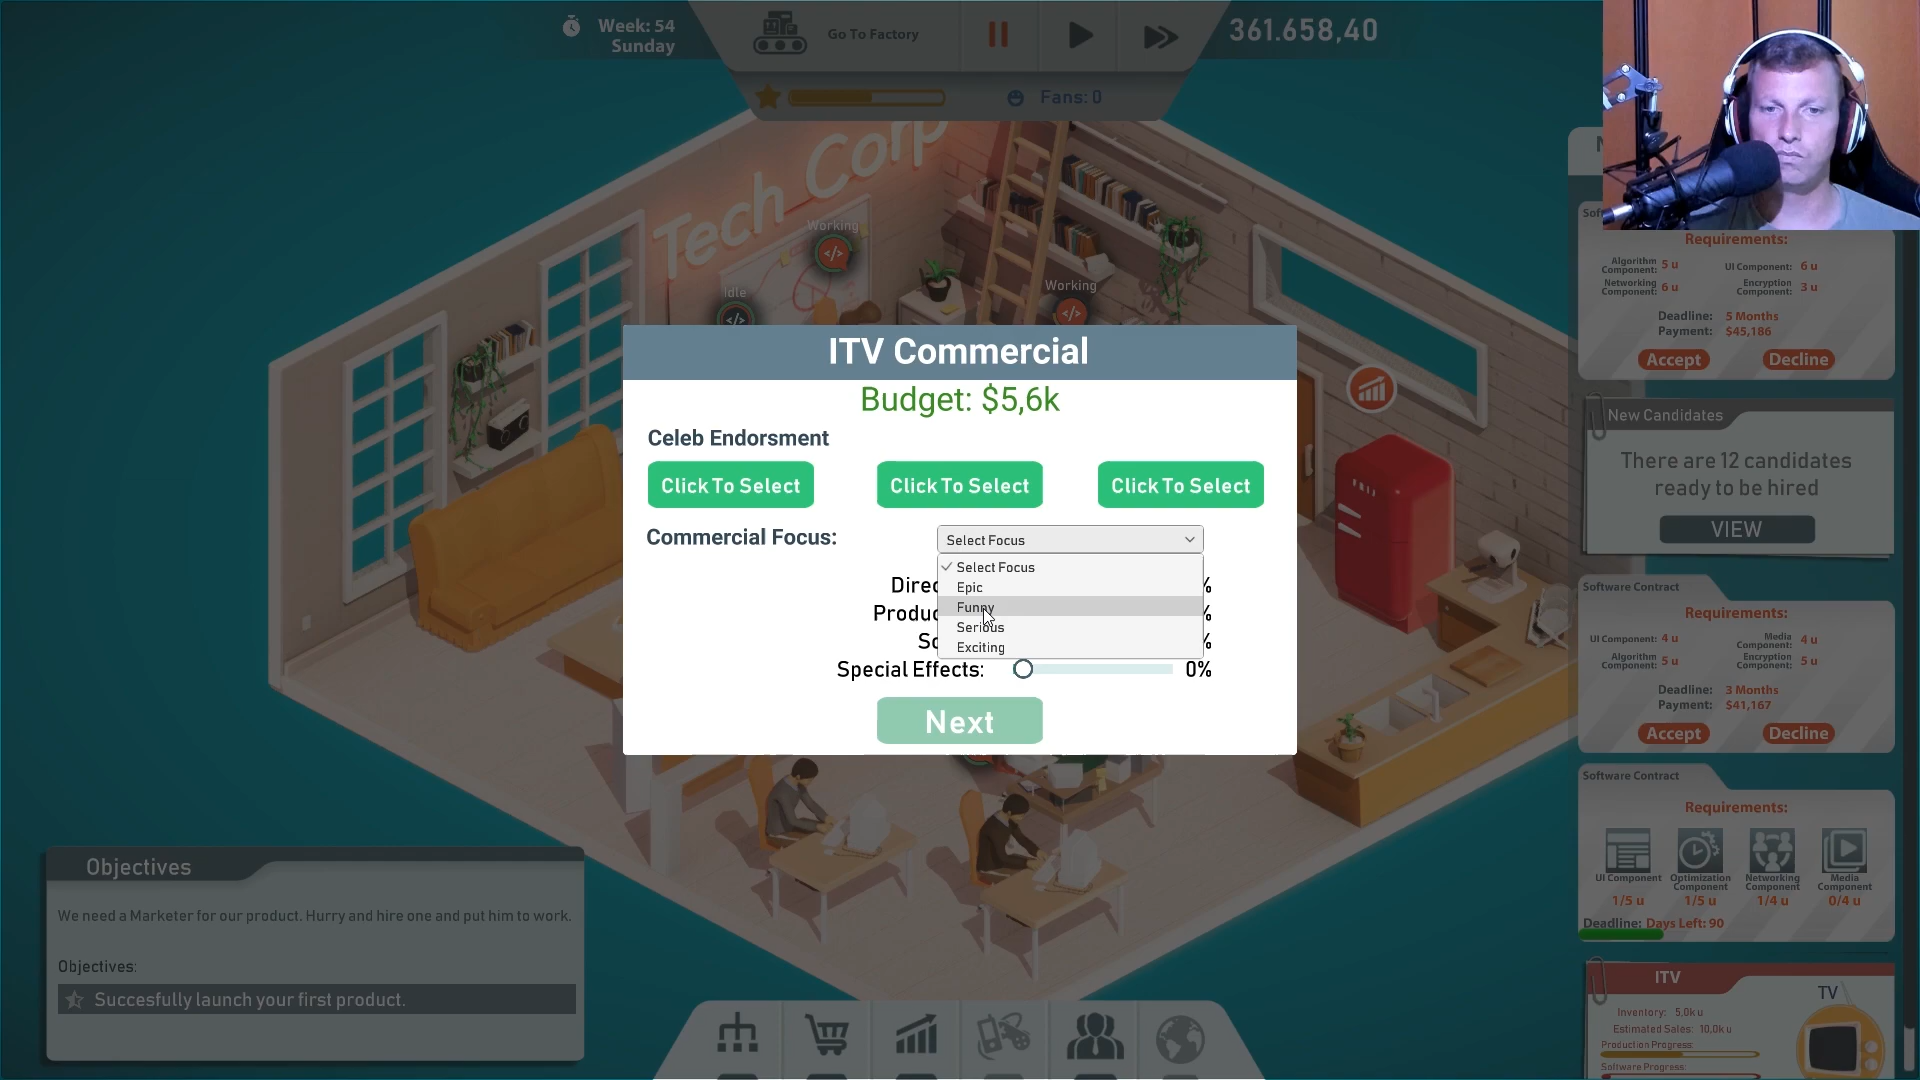 Week: 54
Sunday
Go To Factory
361.658,40
Fans: 0
Tech Corp
Working
Idle
Working
ITV Commercial
Budget: $5,6k
Celeb Endorsment
Click To Select
Click To Select
Click To Select
Commercial Focus:
Select Focus
Select Focus
Epic
Funny
Serious
Exciting
Direc
%
Produc
%
%
Special Effects:
0%
Next
Requirements:
Algorithm Component: 5 u
UI Component: 6 u
Networking Component: 6 u
Encryption Component: 3 u
Deadline: 5 Months
Payment: $45,186
Accept
Decline
New Candidates
There are 12 candidates
ready to be hired
VIEW
Software Contract
Requirements:
UI Component: 4 u
Media Component: 4 u
Algorithm Component: 5 u
Encryption Component: 5 u
Deadline: 3 Months
Payment: $41,167
Accept
Decline
Software Contract
Requirements:
UI Component
Optimization Component
Networking Component
Media Component
1/5 u
1/5 u
1/4 u
0/4 u
Deadline: Days Left: 90
ITV
TV
Inventory: 5,0k u
Estimated Sales: 10,0k u
Production Progress:
Software Progress:
Objectives
We need a Marketer for our product. Hurry and hire one and put him to work.
Objectives:
Succesfully launch your first product.